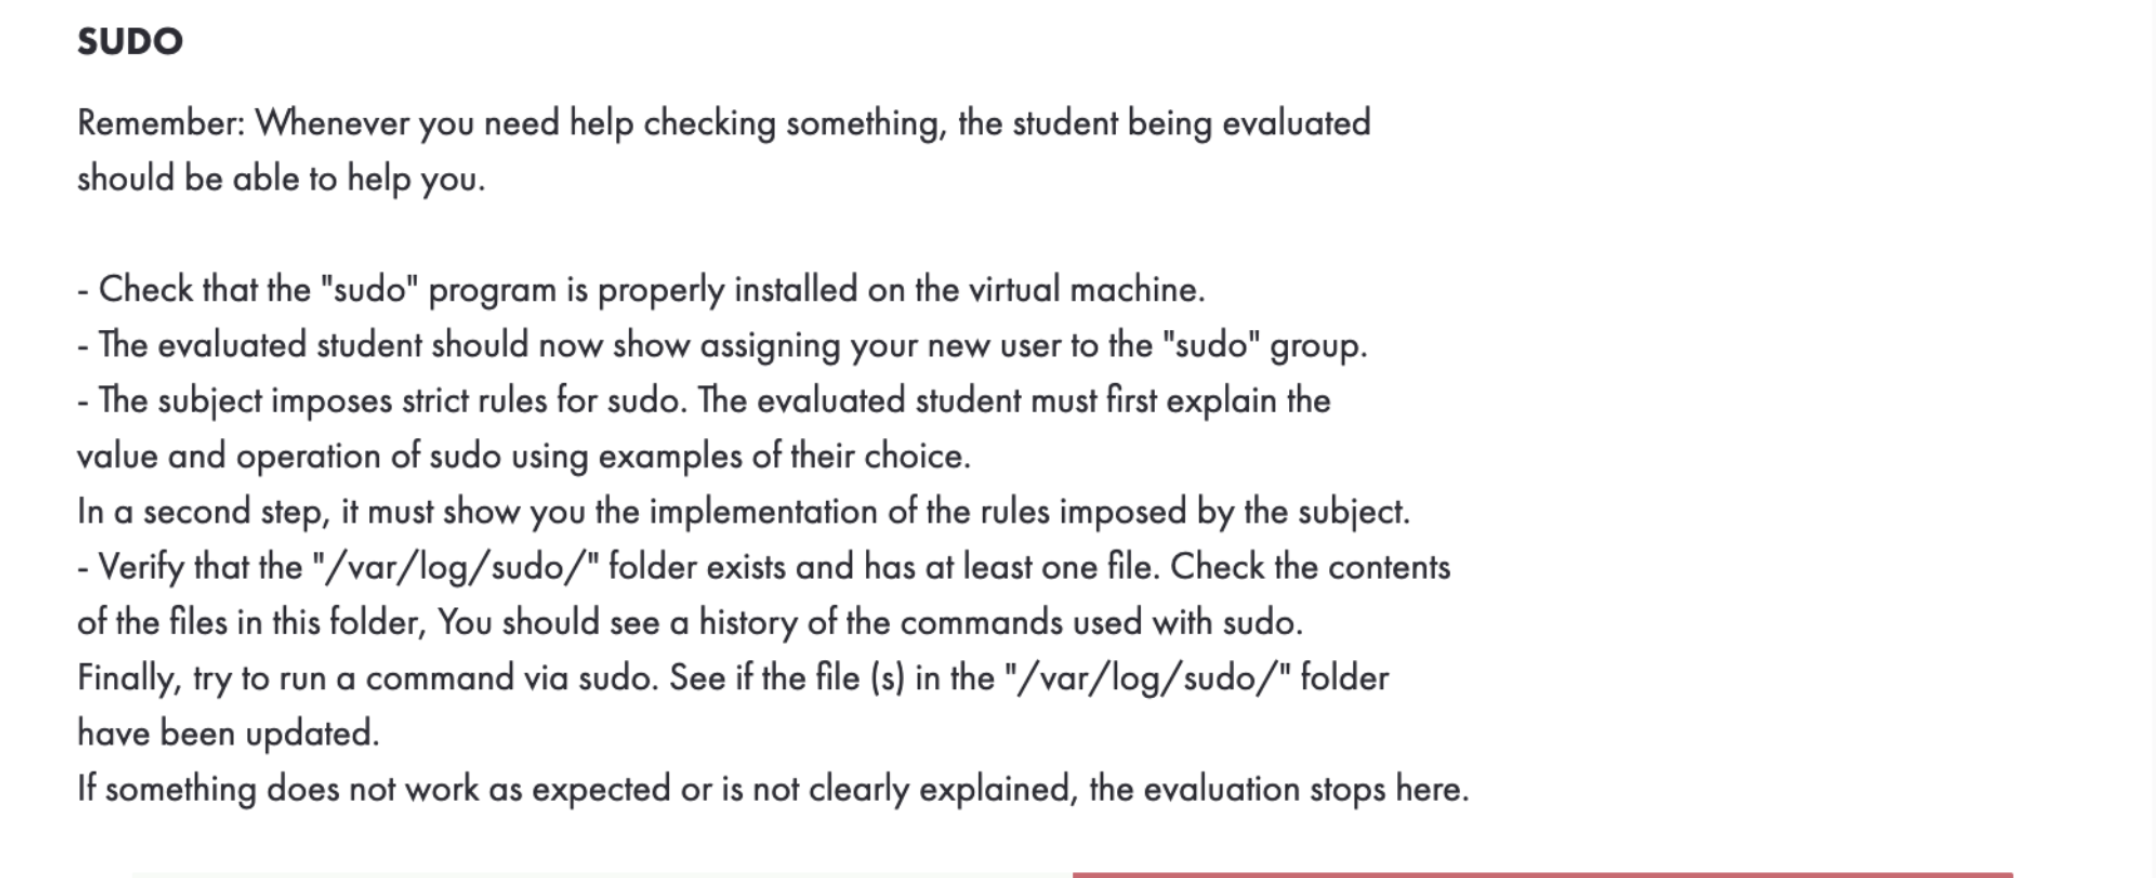 SUDO
Remember: Whenever you need help checking something, the student being evaluated
should be able to help you.
- Check that the "sudo" program is properly installed on the virtual machine.
- The evaluated student should now show assigning your new user to the "sudo" group.
- The subject imposes strict rules for sudo. The evaluated student must first explain the
value and operation of sudo using examples of their choice.
In a second step, it must show you the implementation of the rules imposed by the subject.
- Verify that the "/var/log/sudo/" folder exists and has at least one file. Check the contents
of the files in this folder, You should see a history of the commands used with sudo.
Finally, try to run a command via sudo. See if the file (s) in the "/var/log/sudo/" folder
have been updated.
If something does not work as expected or is not clearly explained, the evaluation stops here.